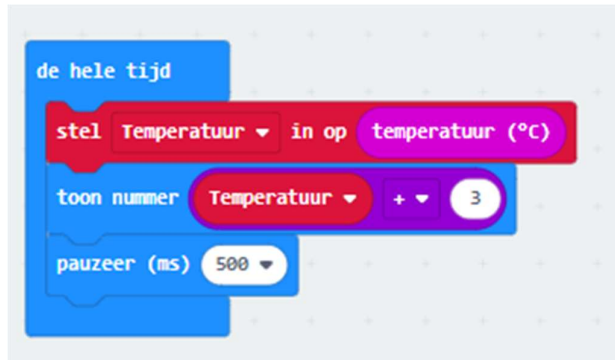 de hele tijd
stel Temperatuur in op temperatuur (°C)
toon nummer Temperatuur + 3
pauzeer (ms) 500